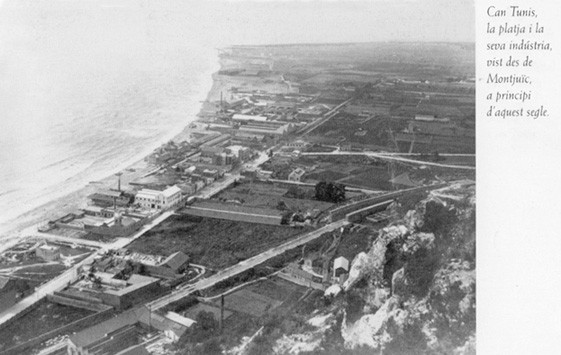 Can Tunis,
la platja i la
seva indústria,
vist des de
Montjuïc,
a principi
d'aquest segle.